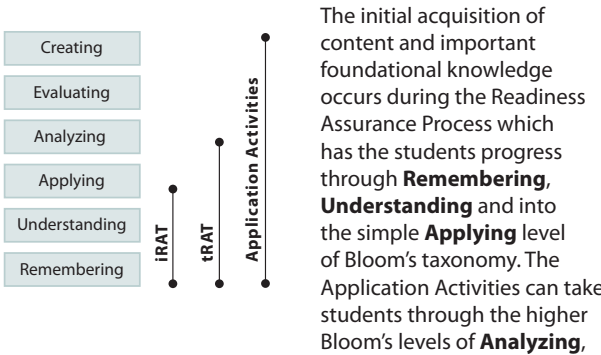 Creating
Evaluating
Analyzing
Applying
Understanding
Remembering
iRAT
tRAT
Application Activities
The initial acquisition of
content and important
foundational knowledge
occurs during the Readiness
Assurance Process which
has the students progress
through Remembering,
Understanding and into
the simple Applying level
of Bloom’s taxonomy. The
Application Activities can take
students through the higher
Bloom’s levels of Analyzing,